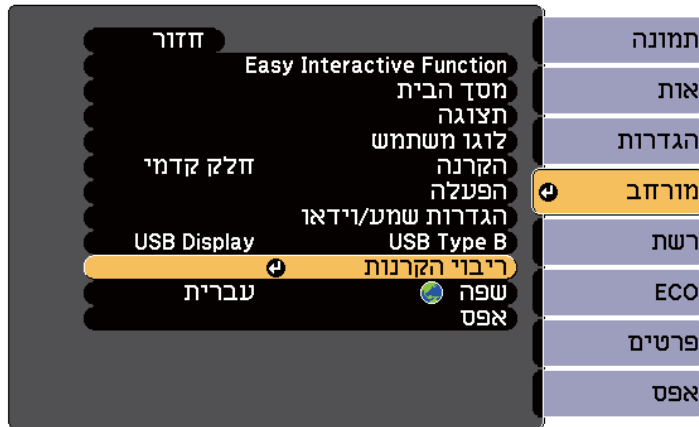 תמונה
אות
הגדרות
מורחב
רשת
ECO
פרטים
אפס
חזור
Easy Interactive Function
מסך הבית
תצוגה
לוגו משתמש
הקרנה חלק קדמי
הפעלה
הגדרות שמע/וידאו
USB Type B USB Display
ריבוי הקרנות
שפה עברית
אפס